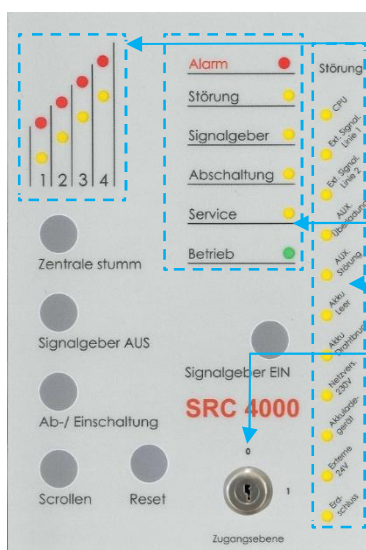 Alarm
Störung
Störung
Signalgeber
Abschaltung
Service
Betrieb
1 2 3 4
CPU
Ext. Signal.
Linie 1
Ext. Signal.
Linie 2
AUX.
Überladung
AUX.
Störung
Akku
Leer
Akku
Netzvers.
230V
Akkulade-
gerät
Externe
24V
Erd-
schluss
Zentrale stumm
Signalgeber AUS
Signalgeber EIN
Ab-/ Einschaltung
SRC 4000
Scrollen
Reset
0
1
Zugangsebene